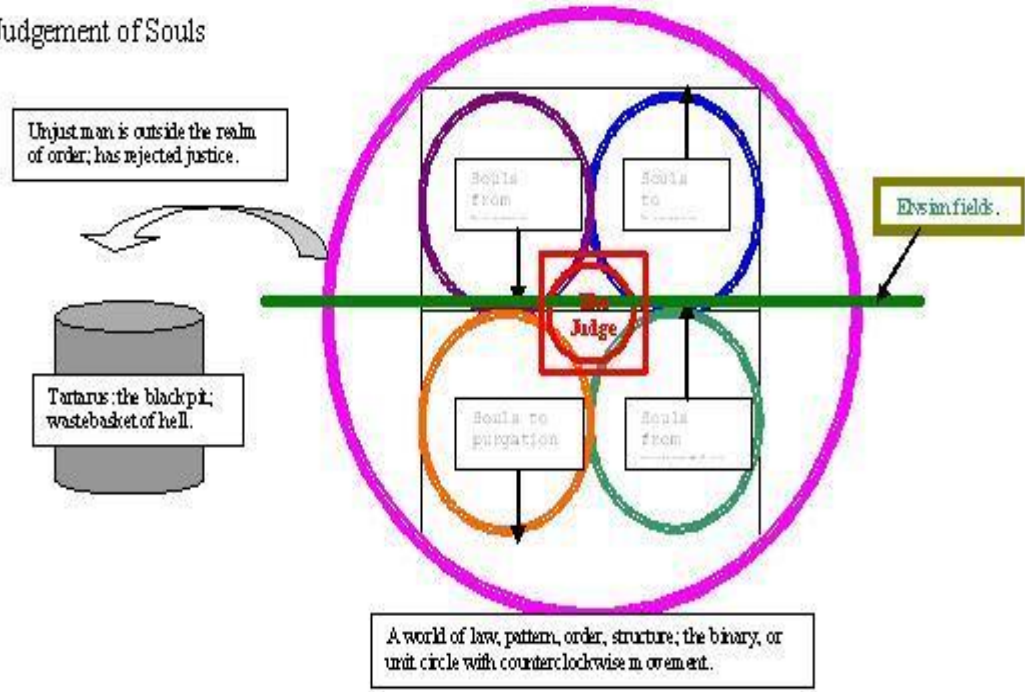 Judgement of Souls
Unjust man is outside the realm
of order; has rejected justice.
Souls
from
Souls
to
Elysian fields.
The
Judge
Tartarus: the black pit;
wastebasket of hell.
Souls to
purgation
Souls
from
A world of law, pattern, order, structure; the binary, or
unit circle with counterclockwise movement.